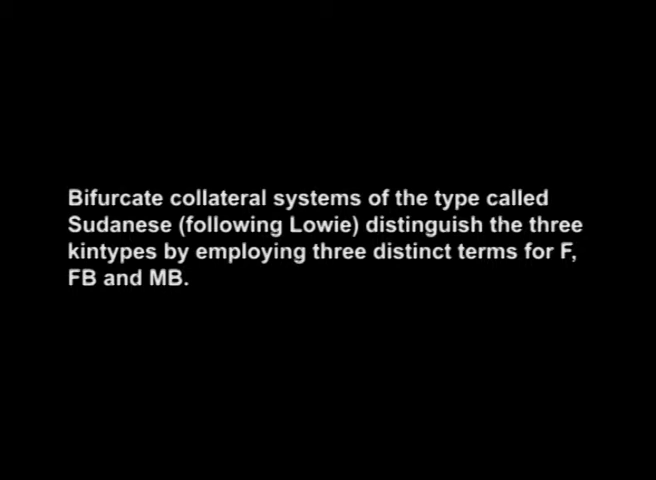 Bifurcate collateral systems of the type called
Sudanese (following Lowie) distinguish the three
kintypes by employing three distinct terms for F,
FB and MB.